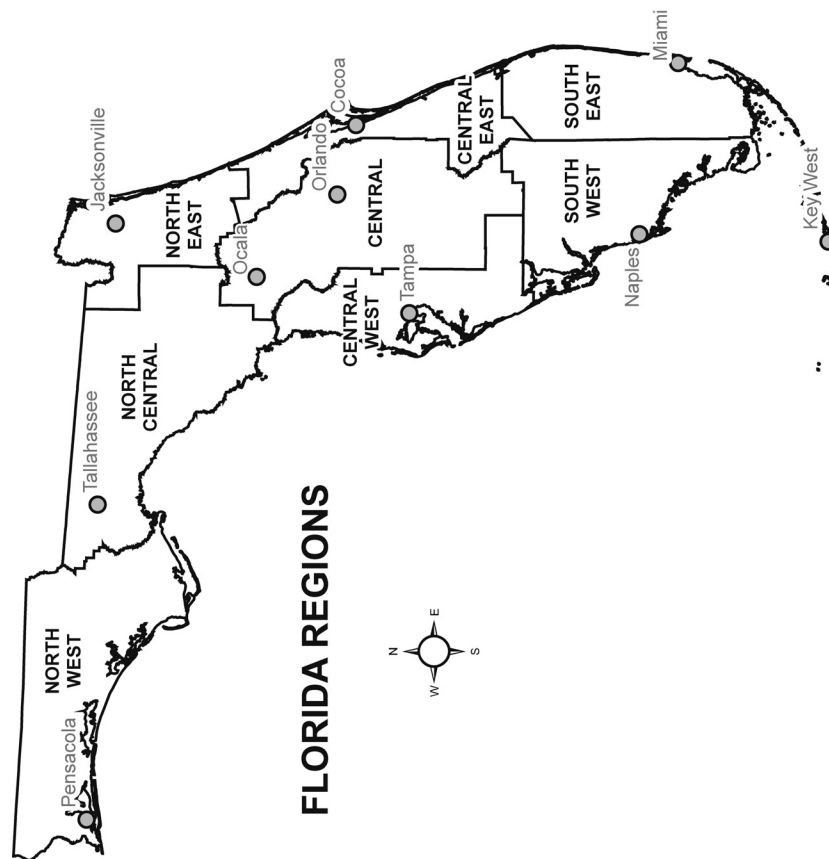 FLORIDA REGIONS
N
W
E
S
Pensacola
NORTH
WEST
Tallahassee
NORTH
CENTRAL
Jacksonville
NORTH
EAST
Ocala
Orlando
Cocoa
CENTRAL
CENTRAL
WEST
Tampa
CENTRAL
EAST
SOUTH
WEST
SOUTH
EAST
Naples
Miami
Key West